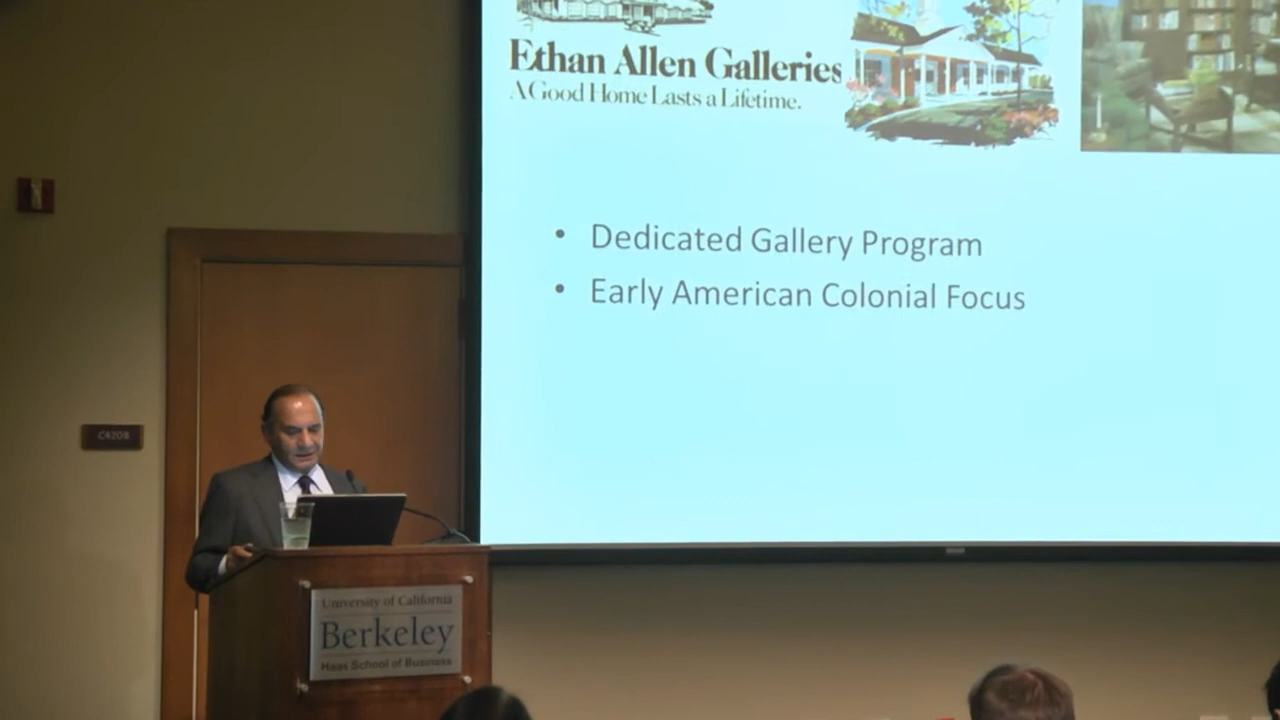 Ethan Allen Galleries
A Good Home Lasts a Lifetime.
• Dedicated Gallery Program
• Early American Colonial Focus
C420B
University of California
Berkeley
Haas School of Business